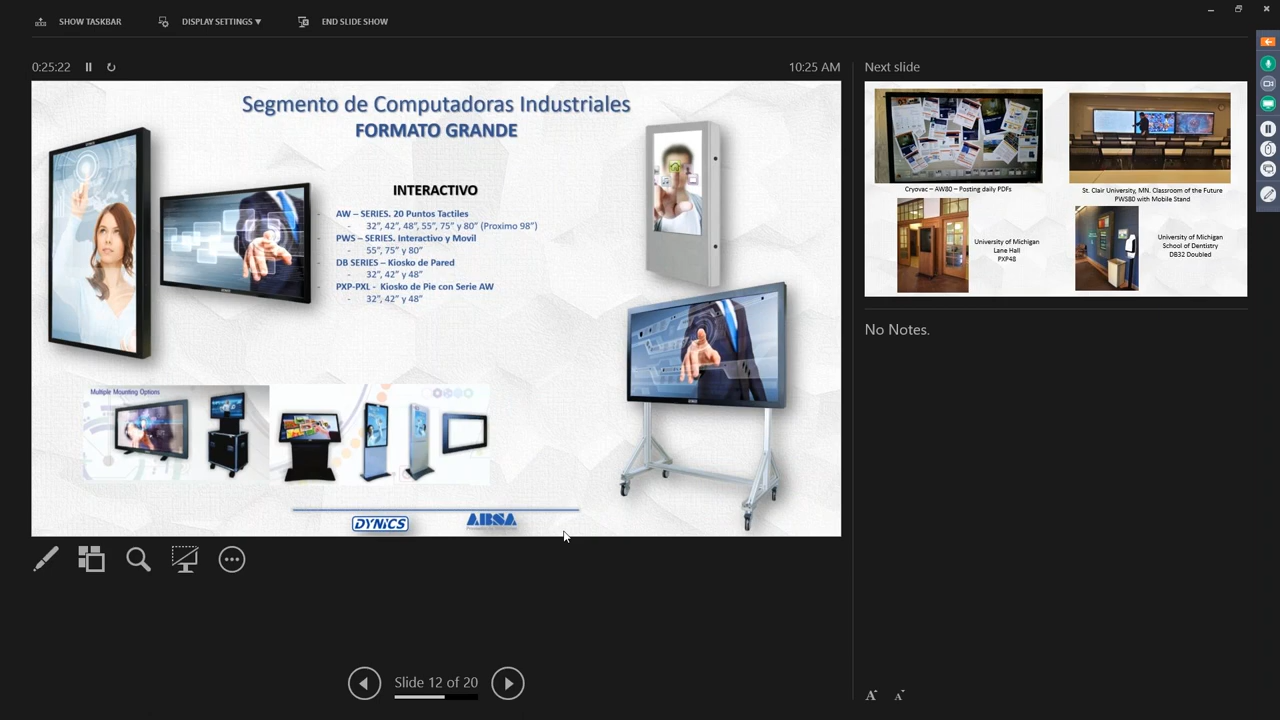 SHOW TASKBAR
DISPLAY SETTINGS ▼
END SLIDE SHOW
0:25:22
10:25 AM
Segmento de Computadoras Industriales
FORMATO GRANDE
INTERACTIVO
- AW – SERIES. 20 Puntos Tactiles
- 32”, 42”, 48”, 55”, 75” y 80” (Proximo 98”)
- PWS – SERIES. Interactivo y Movil
- 55”, 75” y 80”
- DB SERIES – Kiosko de Pared
- 32”, 42” y 48”
- PXP-PXL - Kiosko de Pie con Serie AW
- 32”, 42” y 48”
Multiple Mounting Options
DYNICS
ABSA
Slide 12 of 20
Next slide
Cryovac – AW80 – Posting daily PDFs
St. Clair University, MN. Classroom of the Future
PWS80 with Mobile Stand
University of Michigan
Lane Hall
PXP48
University of Michigan
School of Dentistry
DB32 Doubled
No Notes.
A A